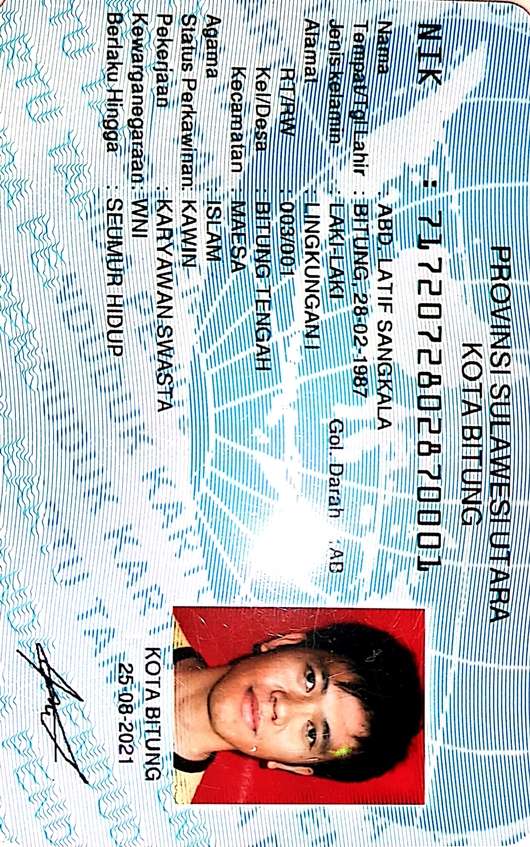 PROVINSI SULAWESI UTARA
KOTA BITUNG
NIK : 7172072802870001
Nama : ABD. LATIF SANGKALA
Tempat/Tgl Lahir : BITUNG, 28-02-1987
Jenis kelamin : LAKI-LAKI Gol. Darah :AB
Alamat : LINGKUNGAN I
RT/RW : 003/001
Kel/Desa : BITUNG TENGAH
Kecamatan : MAESA
Agama : ISLAM
Status Perkawinan: KAWIN
Pekerjaan : KARYAWAN SWASTA
Kewarganegaraan: WNI
Berlaku Hingga : SEUMUR HIDUP
KOTA BITUNG
25-08-2021